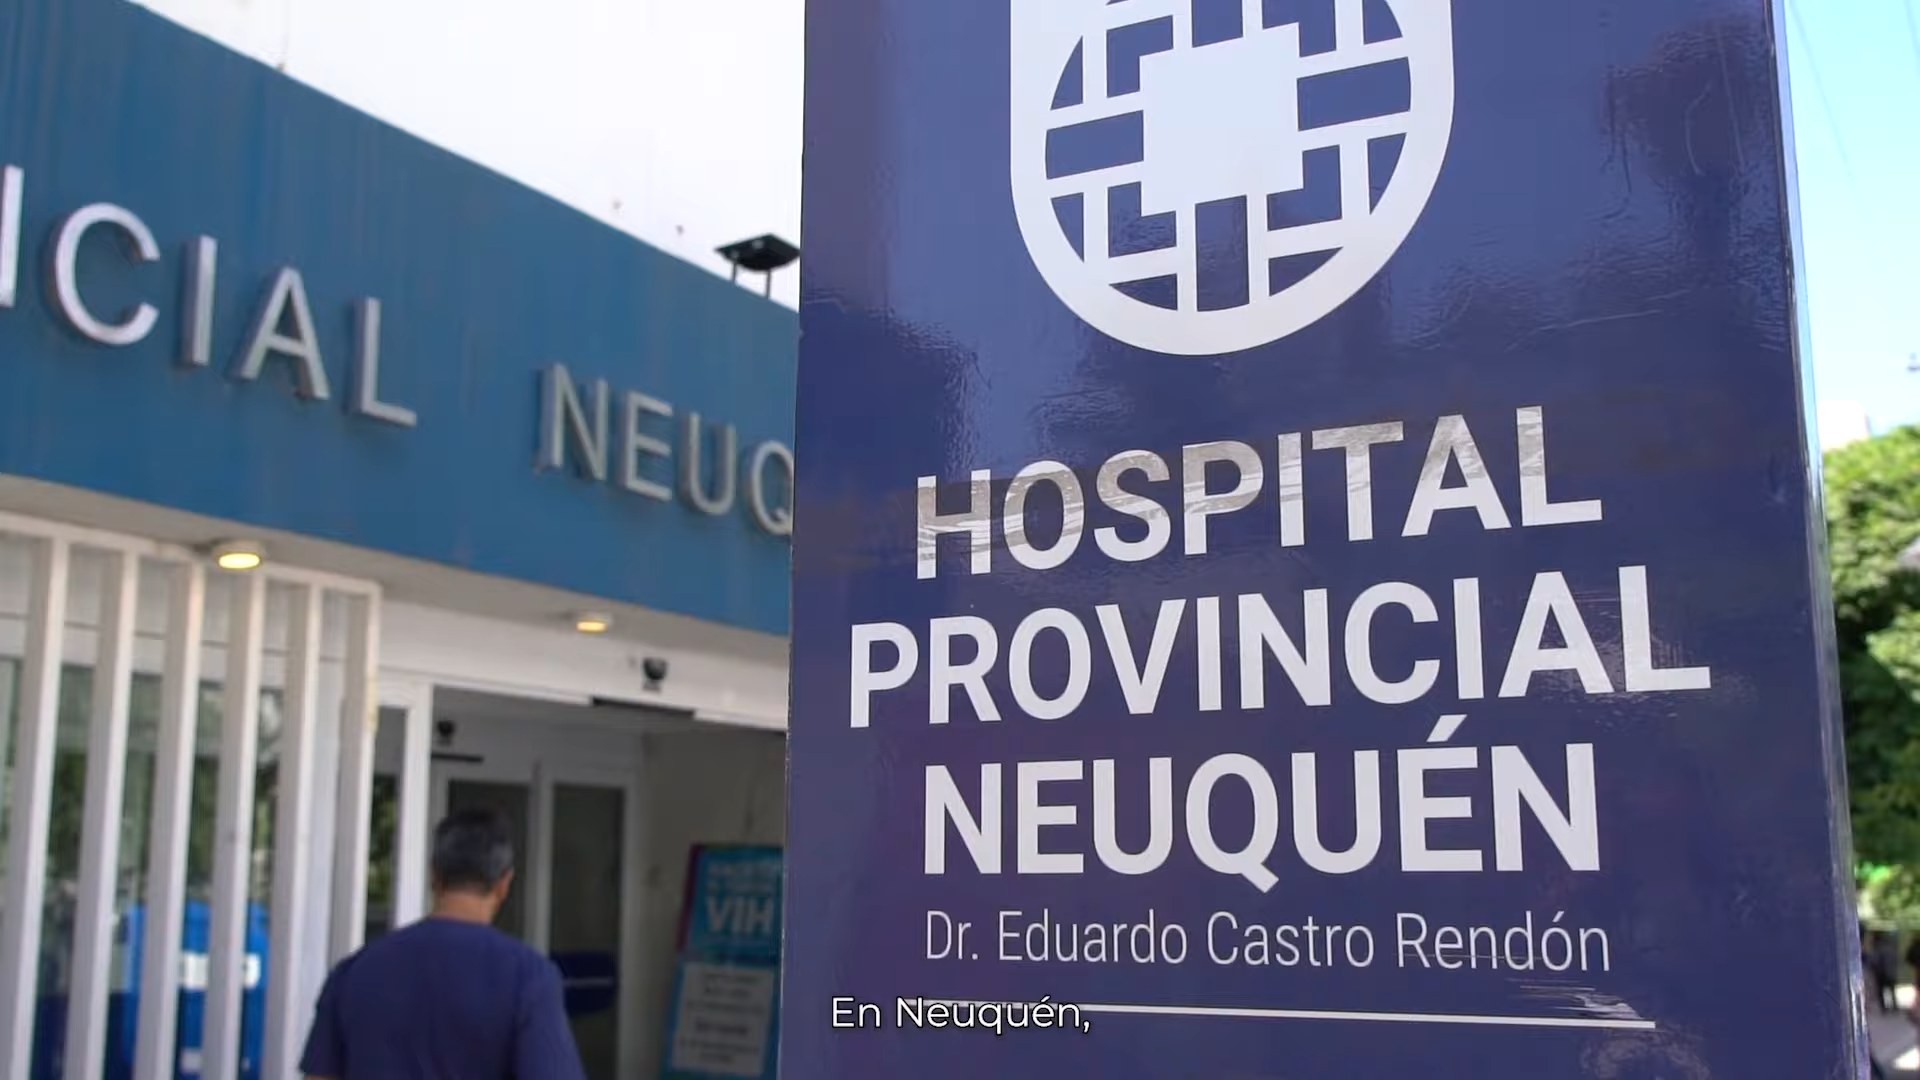 ICIAL NEUQ
HOSPITAL
PROVINCIAL
NEUQUÉN
Dr. Eduardo Castro Rendón
VIH
En Neuquén,